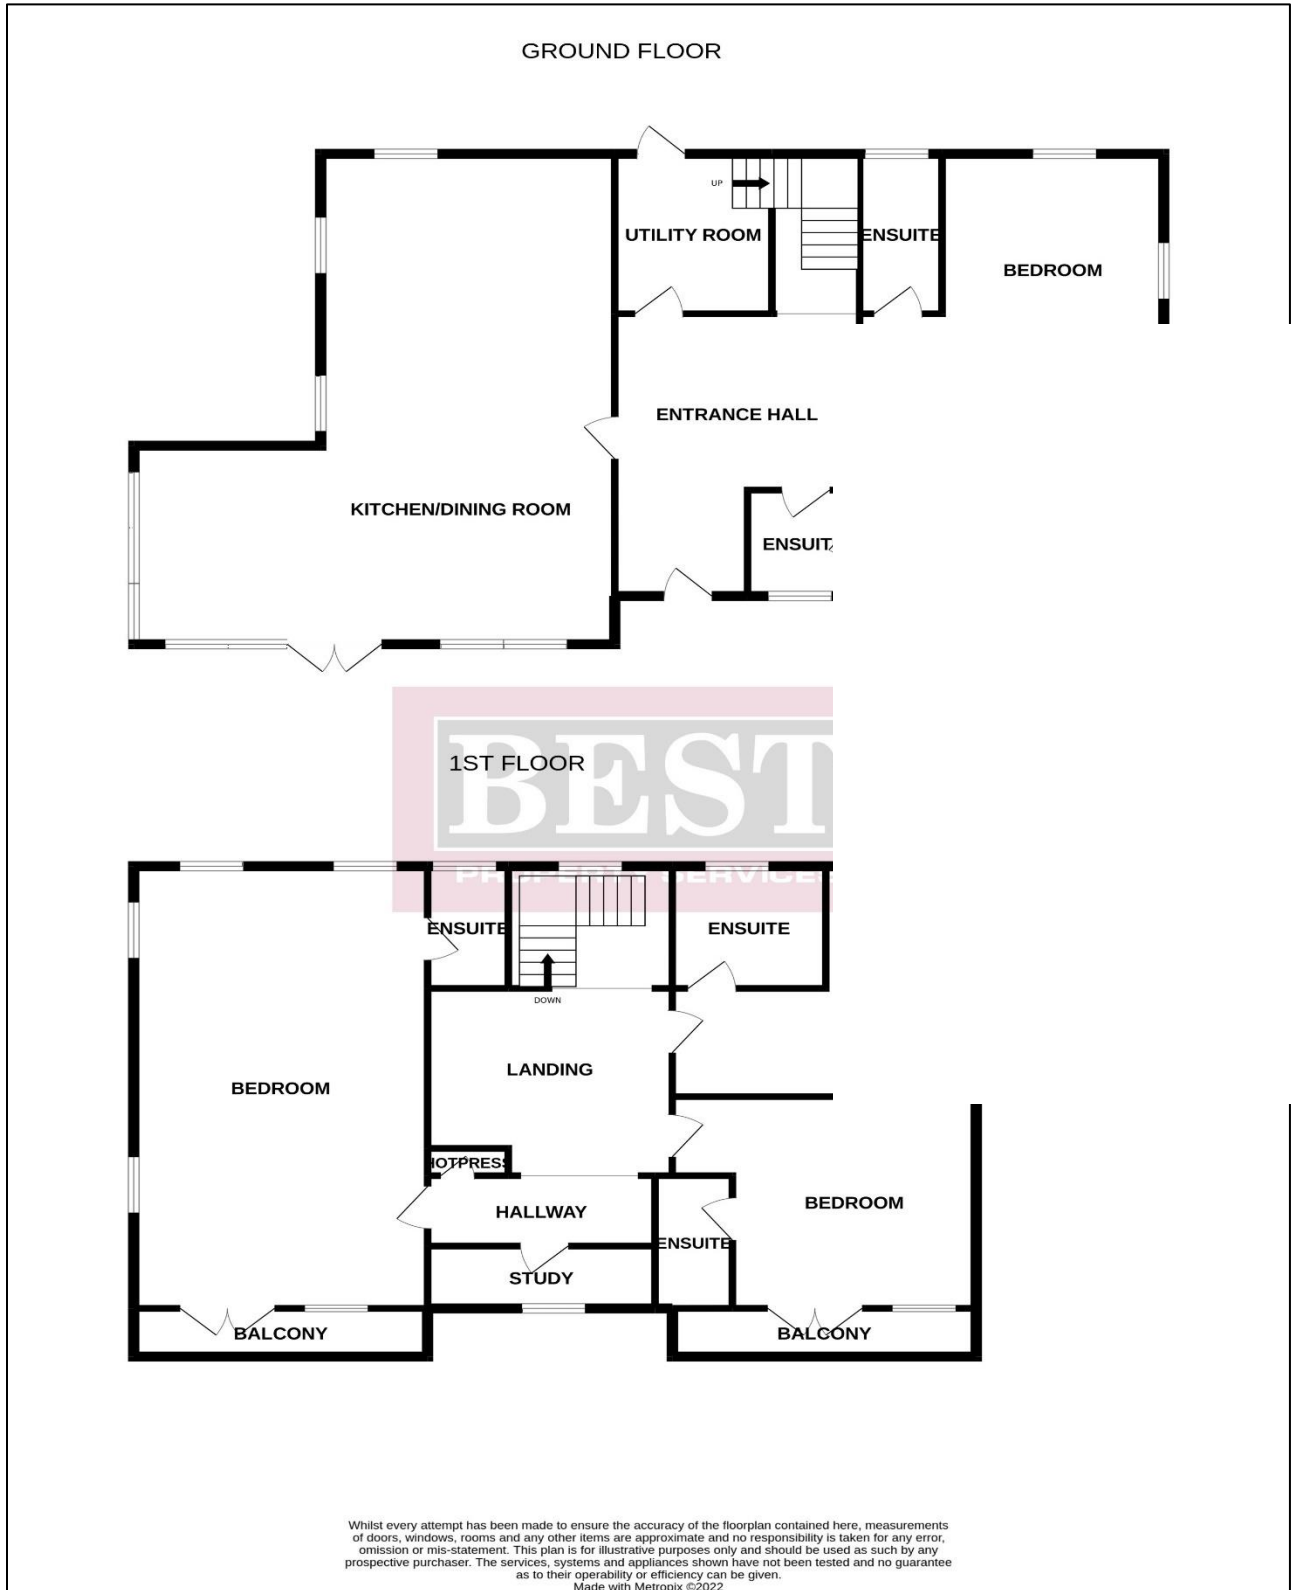 GROUND FLOOR
UP
UTILITY ROOM
ENSUITE
BEDROOM
ENTRANCE HALL
KITCHEN/DINING ROOM
ENSUIT
BEST
1ST FLOOR
PROPERTY SERVICES
ENSUITE
ENSUITE
DOWN
LANDING
BEDROOM
HOTPRESS
HALLWAY
BEDROOM
ENSUITE
STUDY
BALCONY
BALCONY
Whilst every attempt has been made to ensure the accuracy of the floorplan contained here, measurements
of doors, windows, rooms and any other items are approximate and no responsibility is taken for any error,
omission or mis-statement. This plan is for illustrative purposes only and should be used as such by any
prospective purchaser. The services, systems and appliances shown have not been tested and no guarantee
as to their operability or efficiency can be given.
Made with Metropix ©2022